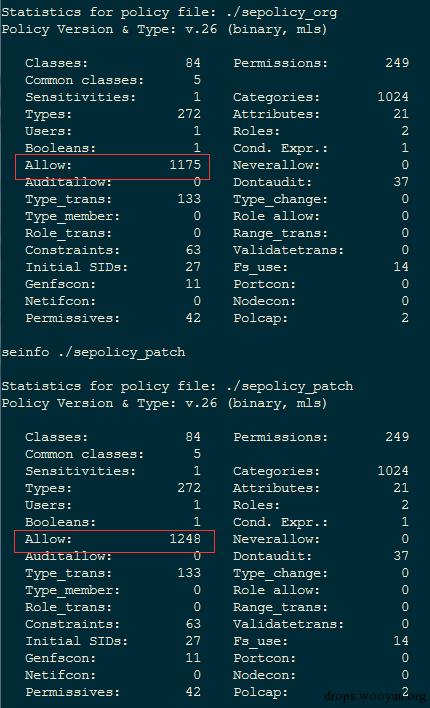 Statistics for policy file: ./sepolicy_org
Policy Version & Type: v.26 (binary, mls)
Classes: 84 Permissions: 249
Common classes: 5
Sensitivities: 1 Categories: 1024
Types: 272 Attributes: 21
Users: 1 Roles: 2
Booleans: 1 Cond. Expr.: 1
Allow: 1175 Neverallow: 0
Auditallow: 0 Dontaudit: 37
Type_trans: 133 Type_change: 0
Type_member: 0 Role allow: 0
Role_trans: 0 Range_trans: 0
Constraints: 63 Validatetrans: 0
Initial SIDs: 27 Fs_use: 14
Genfscon: 11 Portcon: 0
Netifcon: 0 Nodecon: 0
Permissives: 42 Polcap: 2
seinfo ./sepolicy_patch
Statistics for policy file: ./sepolicy_patch
Policy Version & Type: v.26 (binary, mls)
Classes: 84 Permissions: 249
Common classes: 5
Sensitivities: 1 Categories: 1024
Types: 272 Attributes: 21
Users: 1 Roles: 2
Booleans: 1 Cond. Expr.: 1
Allow: 1248 Neverallow: 0
Auditallow: 0 Dontaudit: 37
Type_trans: 133 Type_change: 0
Type_member: 0 Role allow: 0
Role_trans: 0 Range_trans: 0
Constraints: 63 Validatetrans: 0
Initial SIDs: 27 Fs_use: 14
Genfscon: 11 Portcon: 0
Netifcon: 0 Nodecon: 0
Permissives: 42 Polcap: 2
drops.wooyun.org